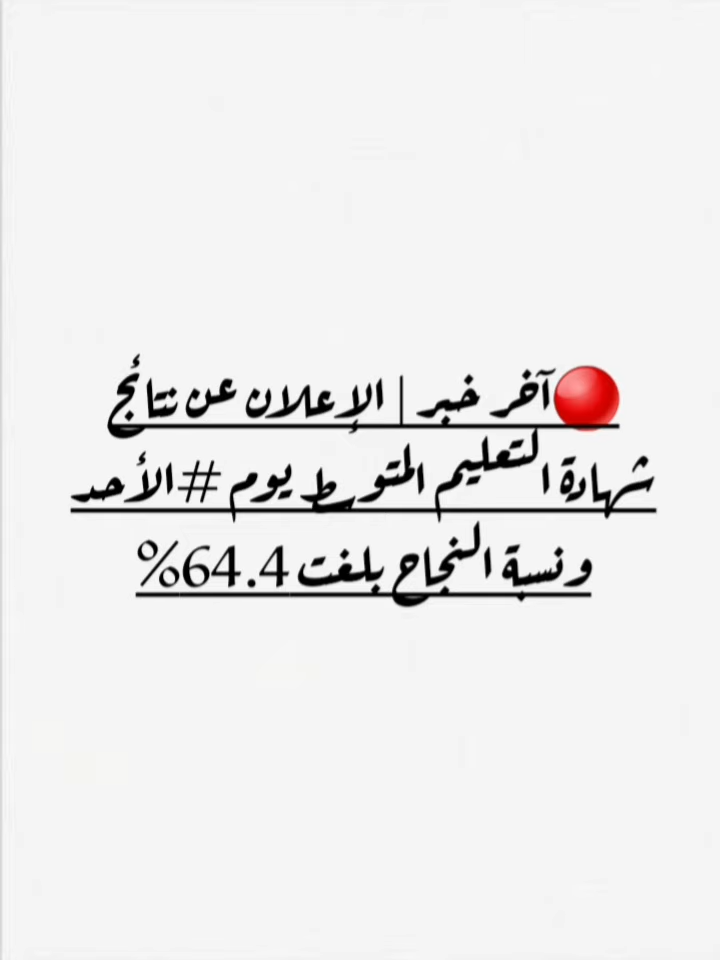 🔴آخر خبر | الإعلان عن نتائج
شهادة التعليم المتوسط يوم #الأحد
ونسبة النجاح بلغت 64.4%